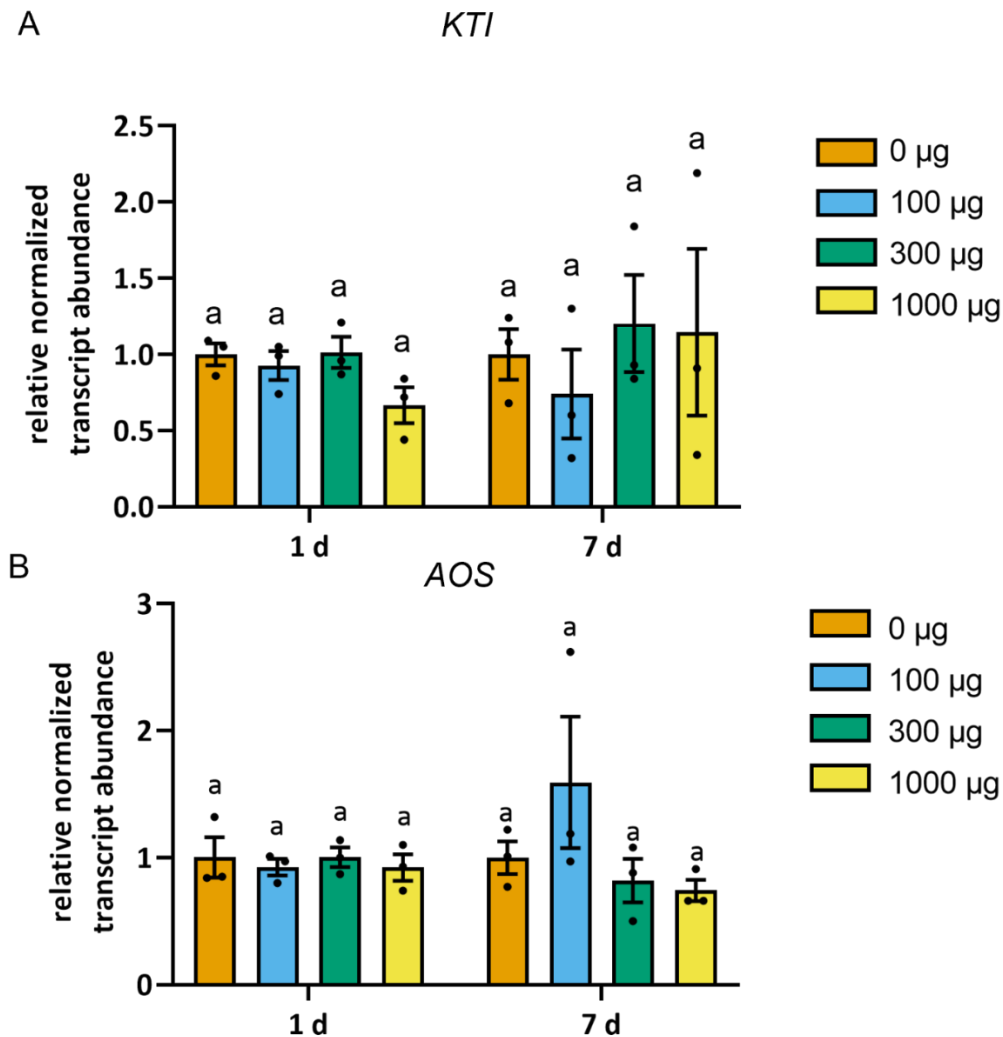 A
KTI
relative normalized
transcript abundance
2.5
2.0
1.5
1.0
0.5
0.0
a a a a a a a a
1 d 7 d
0 µg
100 µg
300 µg
1000 µg
B
AOS
relative normalized
transcript abundance
3
2
1
0
a a a a a a a a
1 d 7 d
0 µg
100 µg
300 µg
1000 µg